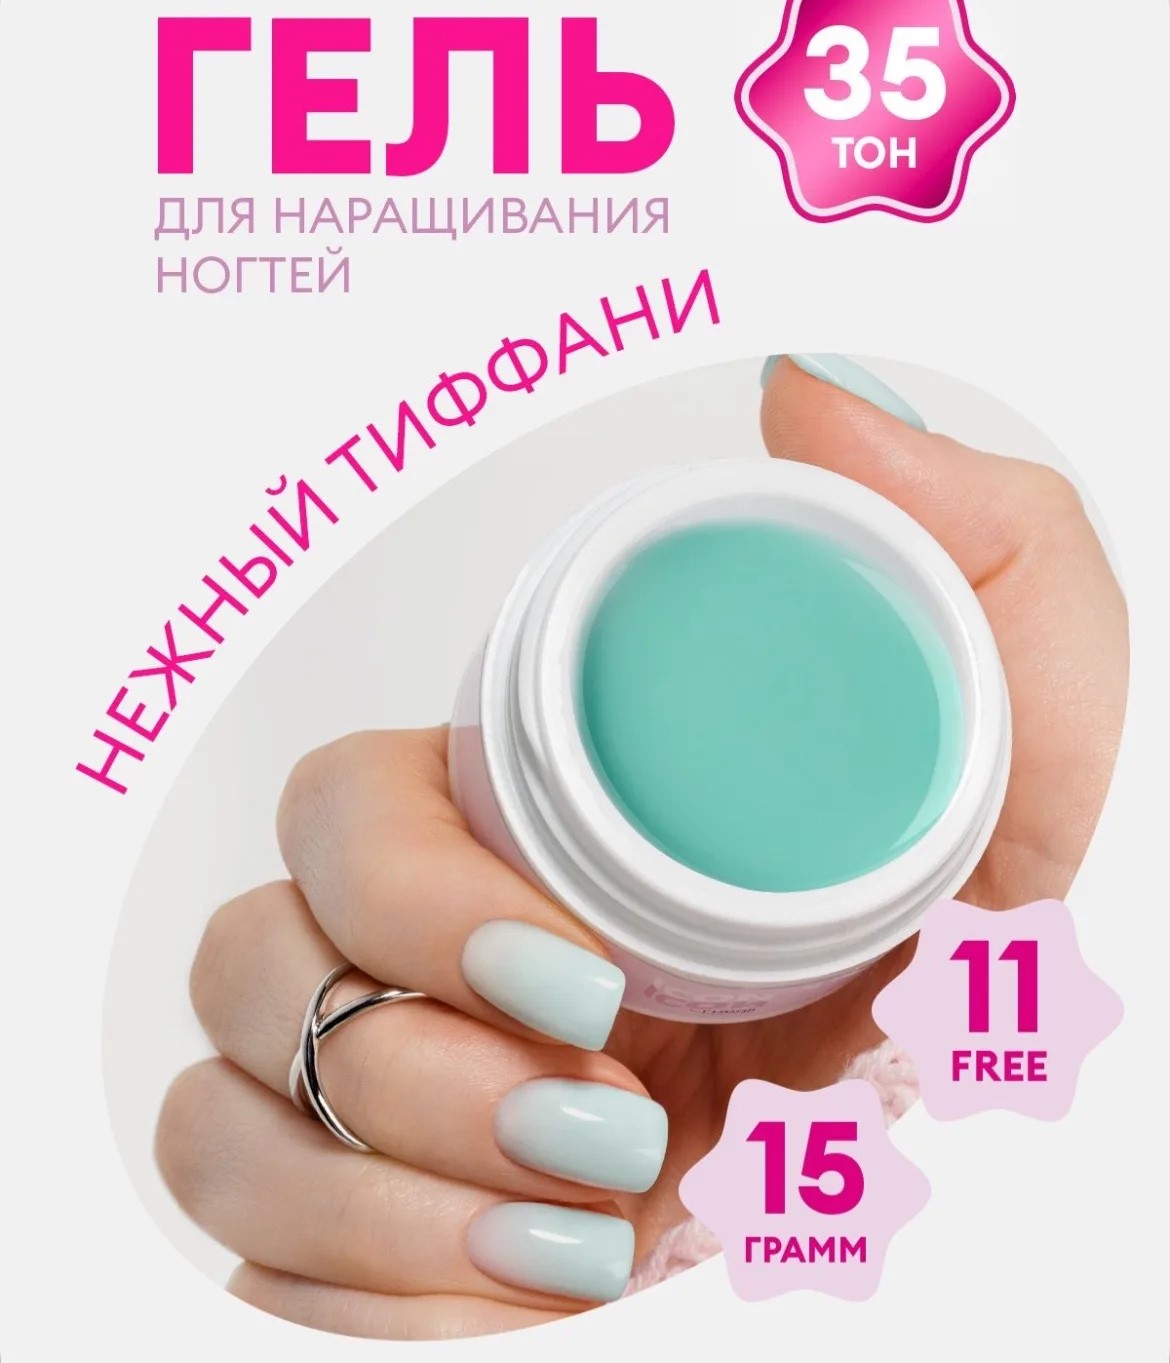 ГЕЛЬ
ДЛЯ НАРАЩИВАНИЯ
НОГТЕЙ
35
ТОН
НЕЖНЫЙ ТИФФАНИ
11
FREE
15
ГРАММ